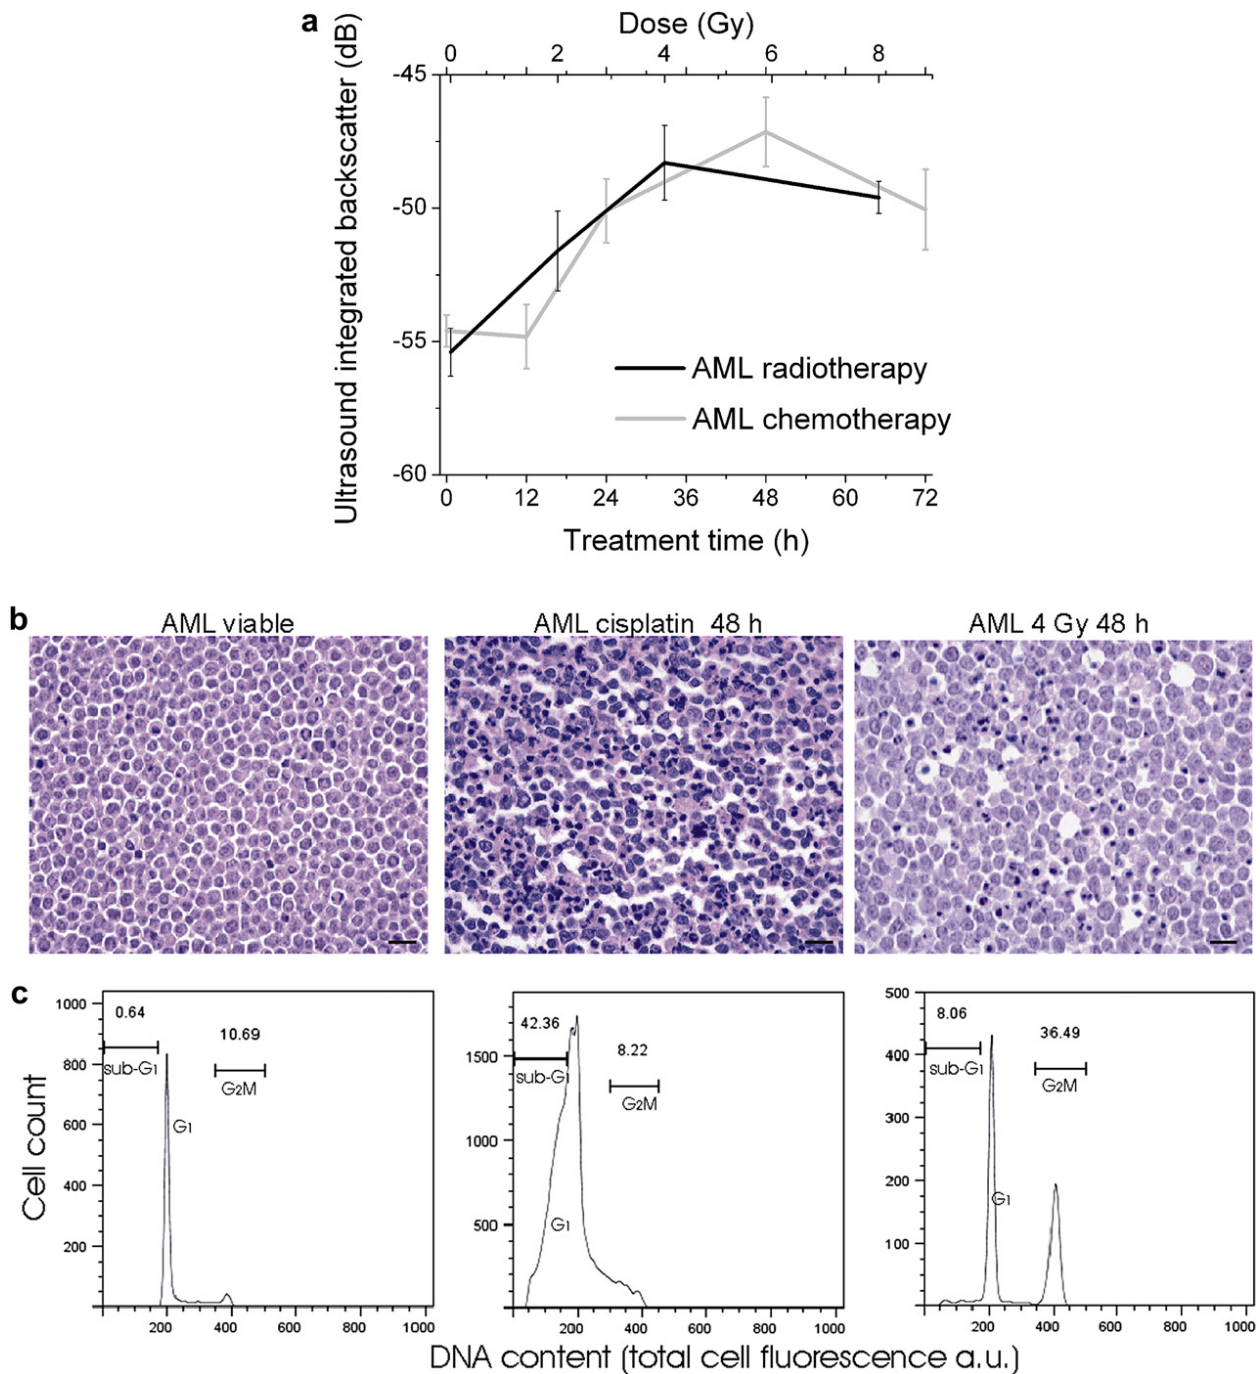 a
Dose (Gy)
0 2 4 6 8
Ultrasound integrated backscatter (dB)
-45
-50
-55
-60
AML radiotherapy
AML chemotherapy
0 12 24 36 48 60 72
Treatment time (h)
b
AML viable
AML cisplatin 48 h
AML 4 Gy 48 h
c
Cell count
1000
800
600
400
200
0.64
10.69
sub-G1
G2M
G1
200 400 600 800 1000
1500
1000
500
42.36
8.22
sub-G1
G2M
G1
200 400 600 800 1000
500
400
300
200
100
8.06
36.49
sub-G1
G2M
G1
200 400 600 800 1000
DNA content (total cell fluorescence a.u.)